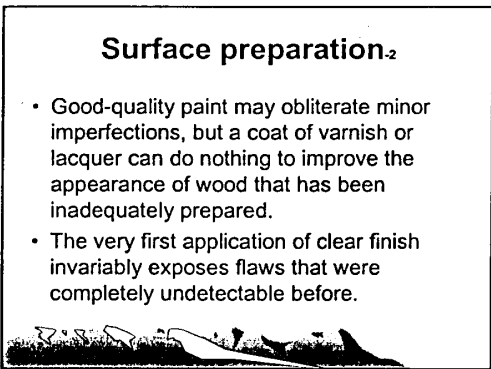 Surface preparation-2
• Good-quality paint may obliterate minor
imperfections, but a coat of varnish or
lacquer can do nothing to improve the
appearance of wood that has been
inadequately prepared.
• The very first application of clear finish
invariably exposes flaws that were
completely undetectable before.